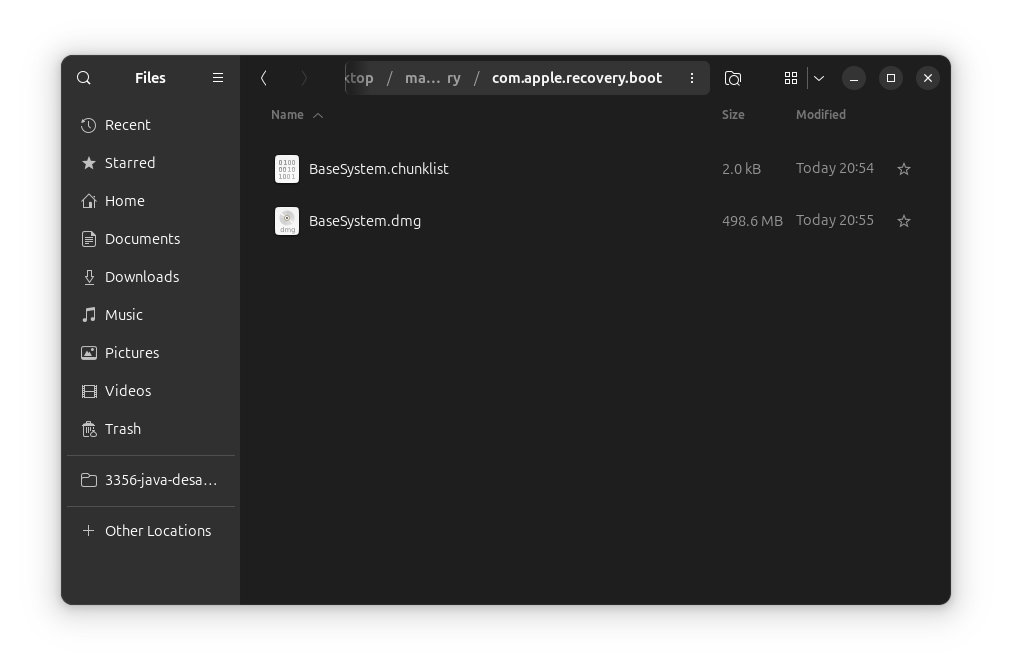 Files
top / ma... ry / com.apple.recovery.boot
Name Size Modified
Recent
Starred
Home
Documents
Downloads
Music
Pictures
Videos
Trash
3356-java-desa...
Other Locations
0100
0010
1001
BaseSystem.chunklist 2.0 kB Today 20:54
dmg
BaseSystem.dmg 498.6 MB Today 20:55